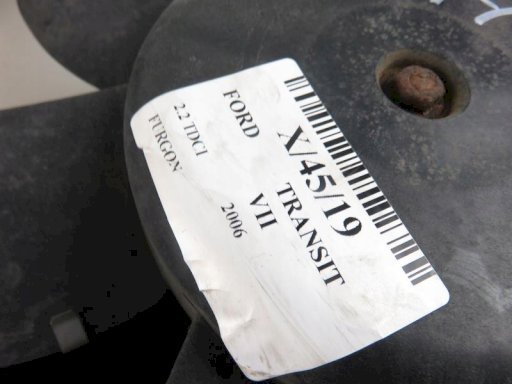 X/45/19
FORD TRANSIT
VII
2.2 TDCI 2006
FURGON